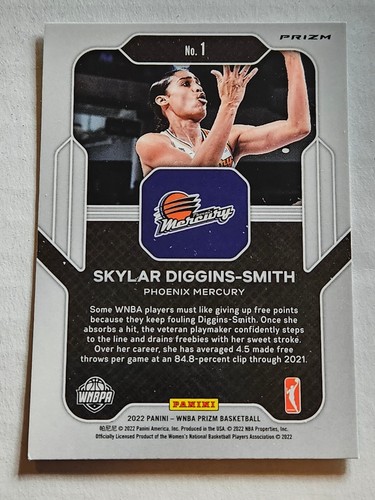 PRIZM
No. 1
Mercury
SKYLAR DIGGINS-SMITH
PHOENIX MERCURY
Some WNBA players must like giving up free points
because they keep fouling Diggins-Smith. Once she
absorbs a hit, the veteran playmaker confidently steps
to the line and drains freebies with her sweet stroke.
Over her career, she has averaged 4.5 made free
throws per game at an 84.8-percent clip through 2021.
WNBPA
PANINI
2022 PANINI – WNBA PRIZM BASKETBALL
帕尼尼 © 2022 Panini America, Inc. Produced in the USA. © 2022 NBA Properties, Inc.
Officially Licensed Product of the Women's National Basketball Players Association © 2022